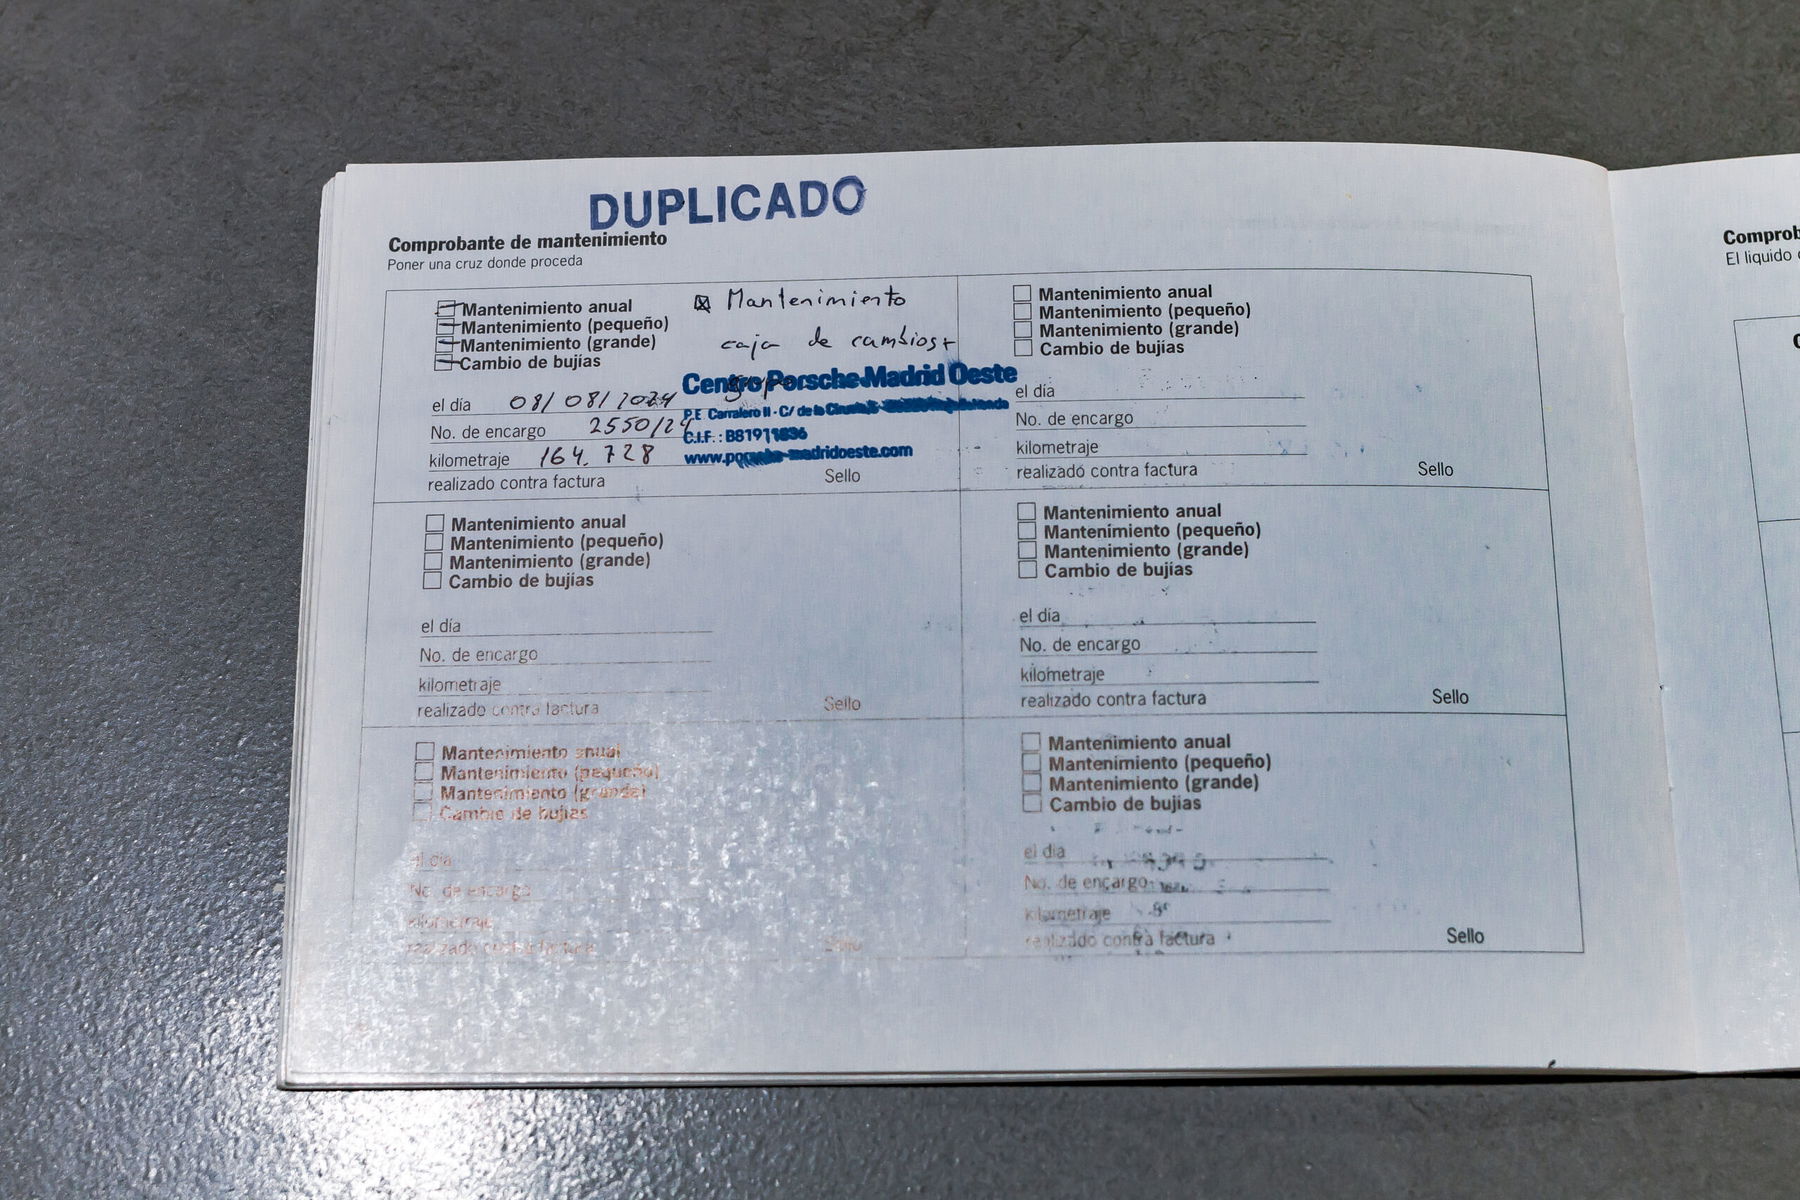 DUPLICADO
Comprobante de mantenimiento
Poner una cruz donde proceda
Mantenimiento anual
Mantenimiento (pequeño)
Mantenimiento (grande)
Cambio de bujías
Mantenimiento
caja de cambios +
Centro Porsche Madrid Oeste
P.E. Carralero II - C/ de la
C.I.F.: B81911836
www.porsche-madridoeste.com
el día 08/08/2024
No. de encargo 2550/24
kilometraje 164.728
realizado contra factura
Sello
Mantenimiento anual
Mantenimiento (pequeño)
Mantenimiento (grande)
Cambio de bujías
el día
No. de encargo
kilometraje
realizado contra factura
Sello
Mantenimiento anual
Mantenimiento (pequeño)
Mantenimiento (grande)
Cambio de bujías
el día
No. de encargo
kilometraje
realizado contra factura
Sello
Mantenimiento anual
Mantenimiento (pequeño)
Mantenimiento (grande)
Cambio de bujías
el día
No. de encargo
kilometraje
realizado contra factura
Sello
Mantenimiento anual
Mantenimiento (pequeño)
Mantenimiento (grande)
Cambio de bujías
el día
No. de encargo
kilometraje
realizado contra factura
Sello
Mantenimiento anual
Mantenimiento (pequeño)
Mantenimiento (grande)
Cambio de bujías
el día
No. de encargo
kilometraje
realizado contra factura
Sello
Comprob
El liquido